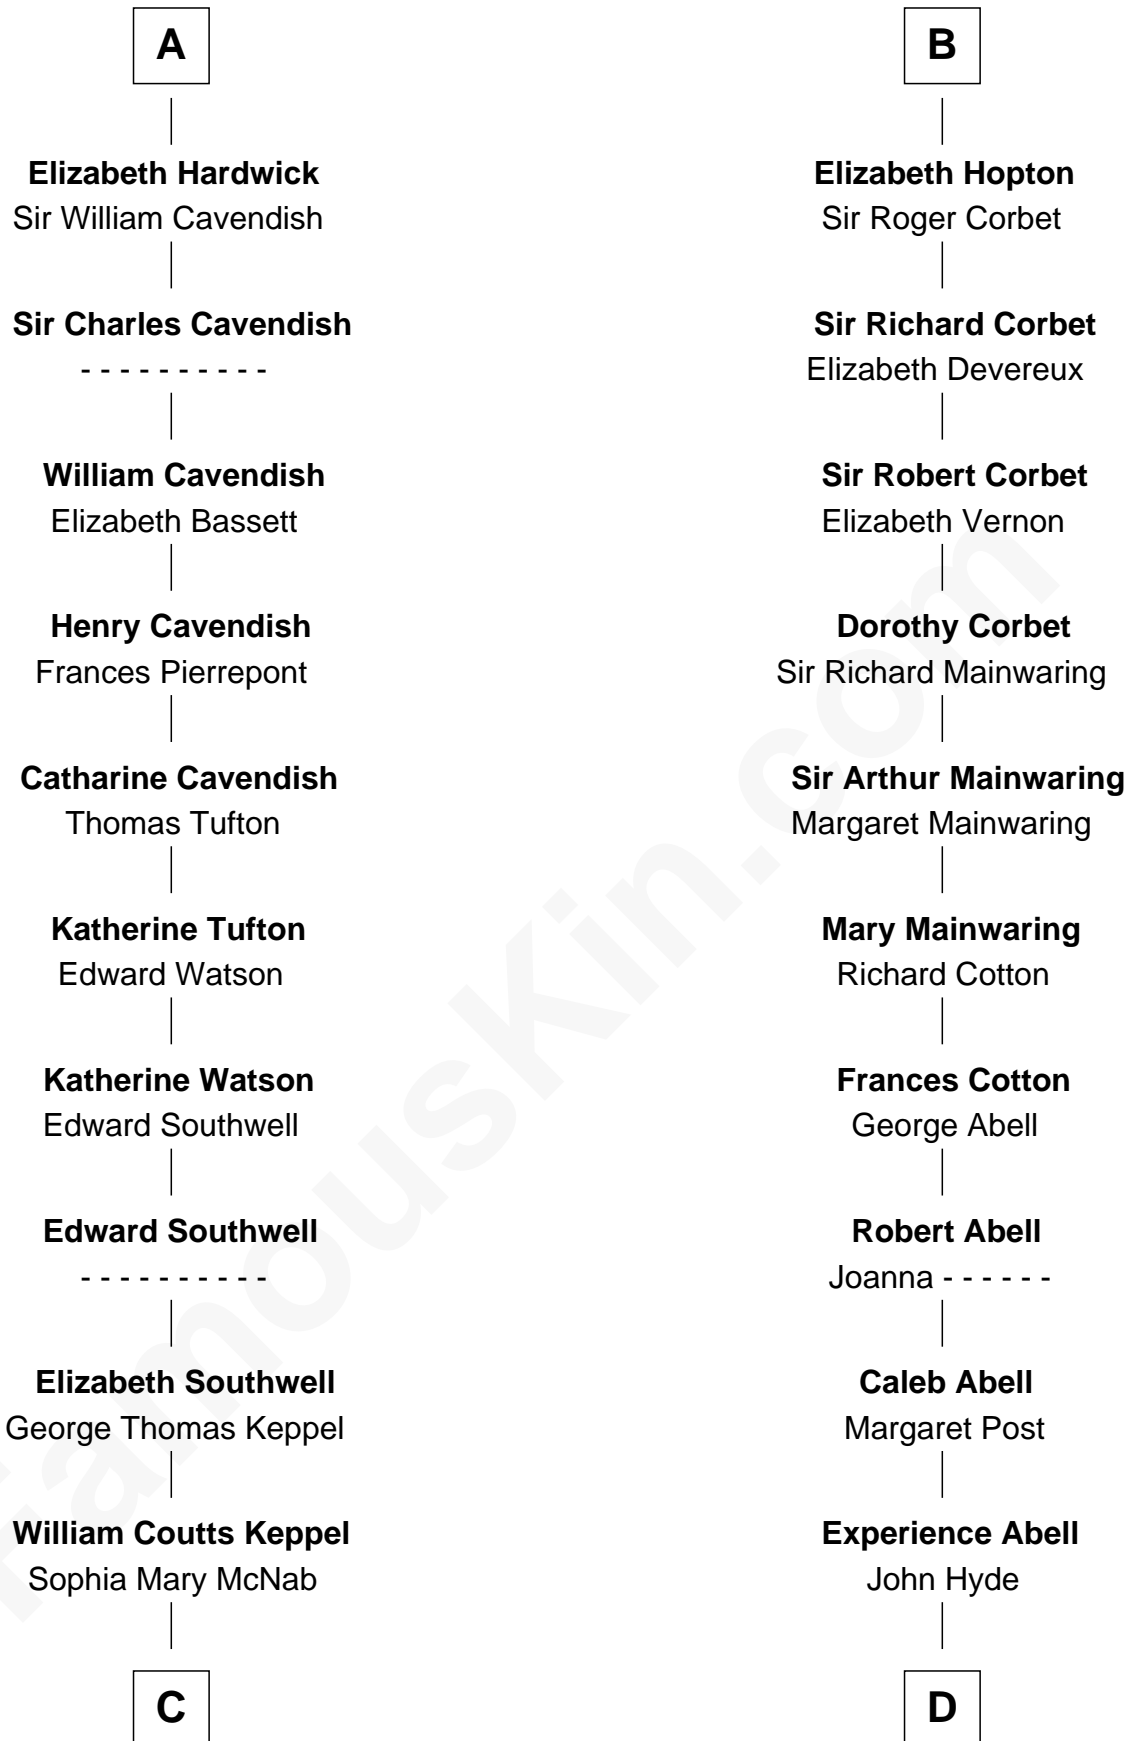 A
Elizabeth Hardwick
Sir William Cavendish
Sir Charles Cavendish
- - - - - - - - - -
William Cavendish
Elizabeth Bassett
Henry Cavendish
Frances Pierrepont
Catharine Cavendish
Thomas Tufton
Katherine Tufton
Edward Watson
Katherine Watson
Edward Southwell
Edward Southwell
- - - - - - - - - -
Elizabeth Southwell
George Thomas Keppel
William Coutts Keppel
Sophia Mary McNab
C
B
Elizabeth Hopton
Sir Roger Corbet
Sir Richard Corbet
Elizabeth Devereux
Sir Robert Corbet
Elizabeth Vernon
Dorothy Corbet
Sir Richard Mainwaring
Sir Arthur Mainwaring
Margaret Mainwaring
Mary Mainwaring
Richard Cotton
Frances Cotton
George Abell
Robert Abell
Joanna - - - - - -
Caleb Abell
Margaret Post
Experience Abell
John Hyde
D
FamousKin.com